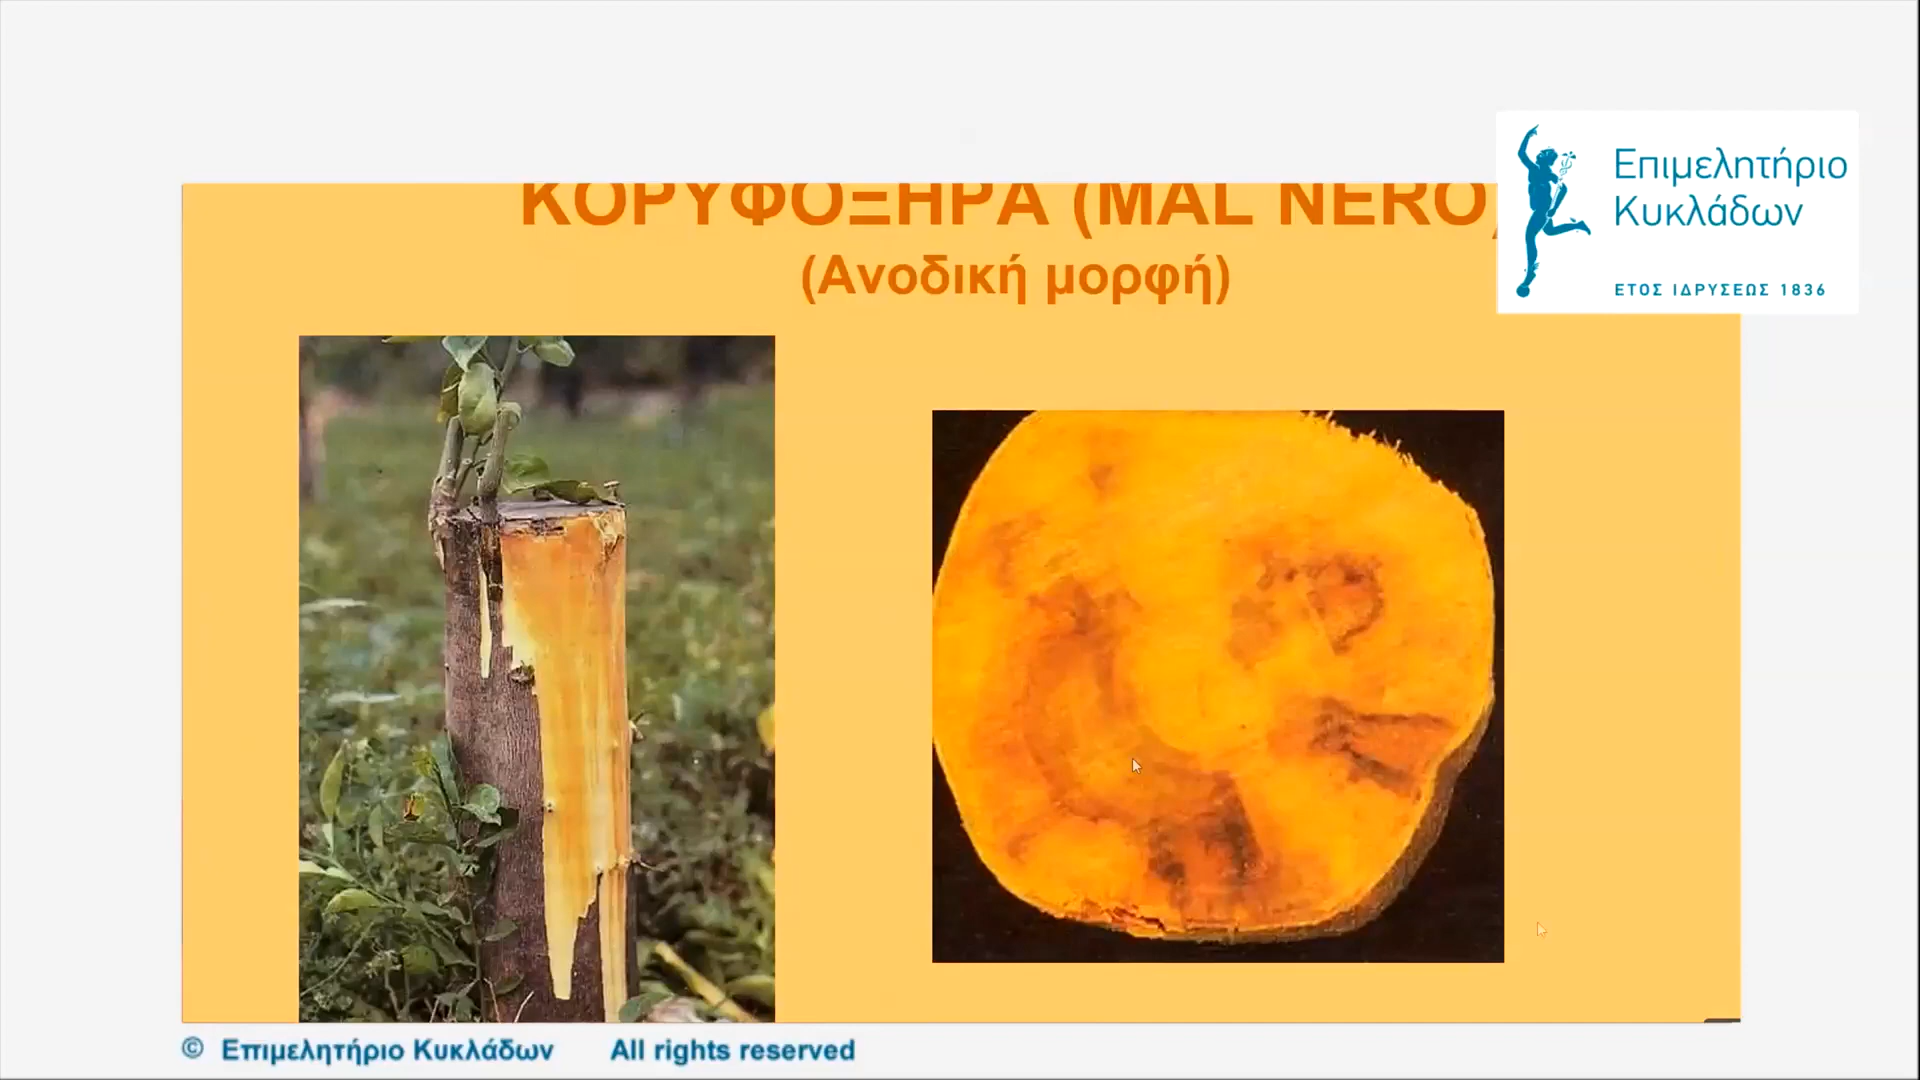 ΚΟΡΥΦΟΞΗΡΑ (MAL NERO)
(Ανοδική μορφή)
Επιμελητήριο
Κυκλάδων
ΕΤΟΣ ΙΔΡΥΣΕΩΣ 1836
© Επιμελητήριο Κυκλάδων All rights reserved